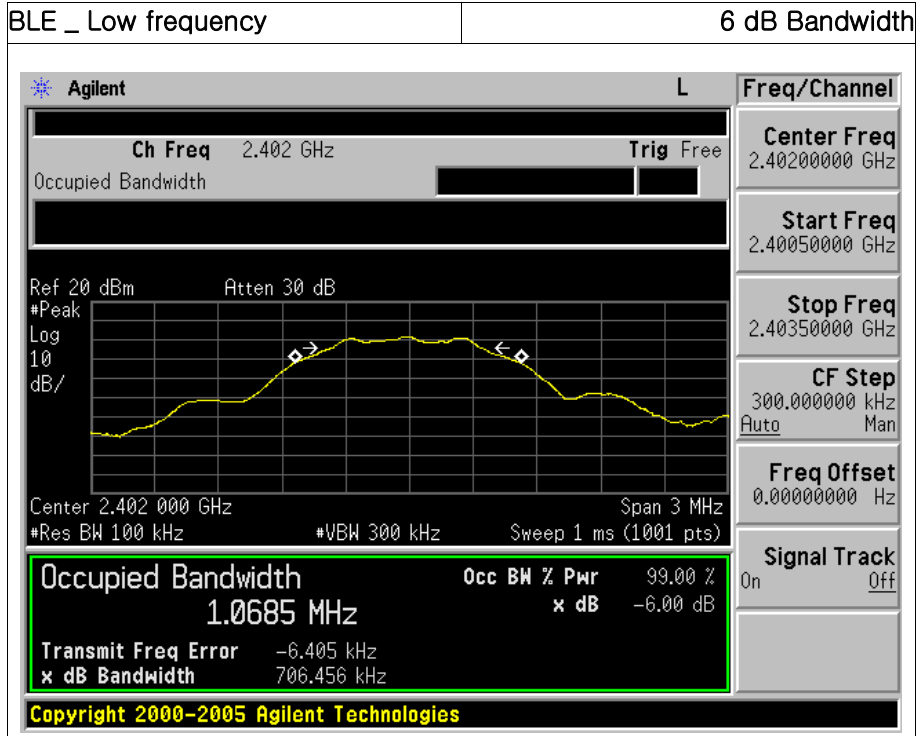 BLE _ Low frequency 6 dB Bandwidth
Agilent L Freq/Channel
Ch Freq 2.402 GHz Trig Free
Occupied Bandwidth
Center Freq
2.40200000 GHz
Start Freq
2.40050000 GHz
Stop Freq
2.40350000 GHz
CF Step
300.000000 kHz
Auto Man
Freq Offset
0.00000000 Hz
Signal Track
On Off
Ref 20 dBm Atten 30 dB
#Peak
Log
10
dB/
Center 2.402 000 GHz Span 3 MHz
#Res BW 100 kHz #VBW 300 kHz Sweep 1 ms (1001 pts)
Occupied Bandwidth Occ BW % Pwr 99.00 %
1.0685 MHz x dB -6.00 dB
Transmit Freq Error -6.405 kHz
x dB Bandwidth 706.456 kHz
Copyright 2000-2005 Agilent Technologies